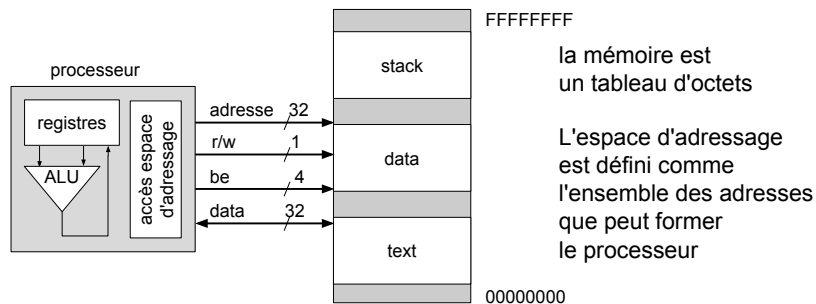 processeur
registres
ALU
accès espace
d'adressage
adresse 32
r/w 1
be 4
data 32
FFFFFFFF
stack
data
text
00000000
la mémoire est
un tableau d'octets
L'espace d'adressage
est défini comme
l'ensemble des adresses
que peut former
le processeur